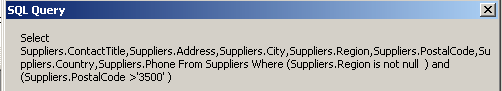 SQL Query
Select
Suppliers.ContactTitle,Suppliers.Address,Suppliers.City,Suppliers.Region,Suppliers.PostalCode,Su
ppliers.Country,Suppliers.Phone From Suppliers Where (Suppliers.Region is not null  ) and
(Suppliers.PostalCode >'3500' )